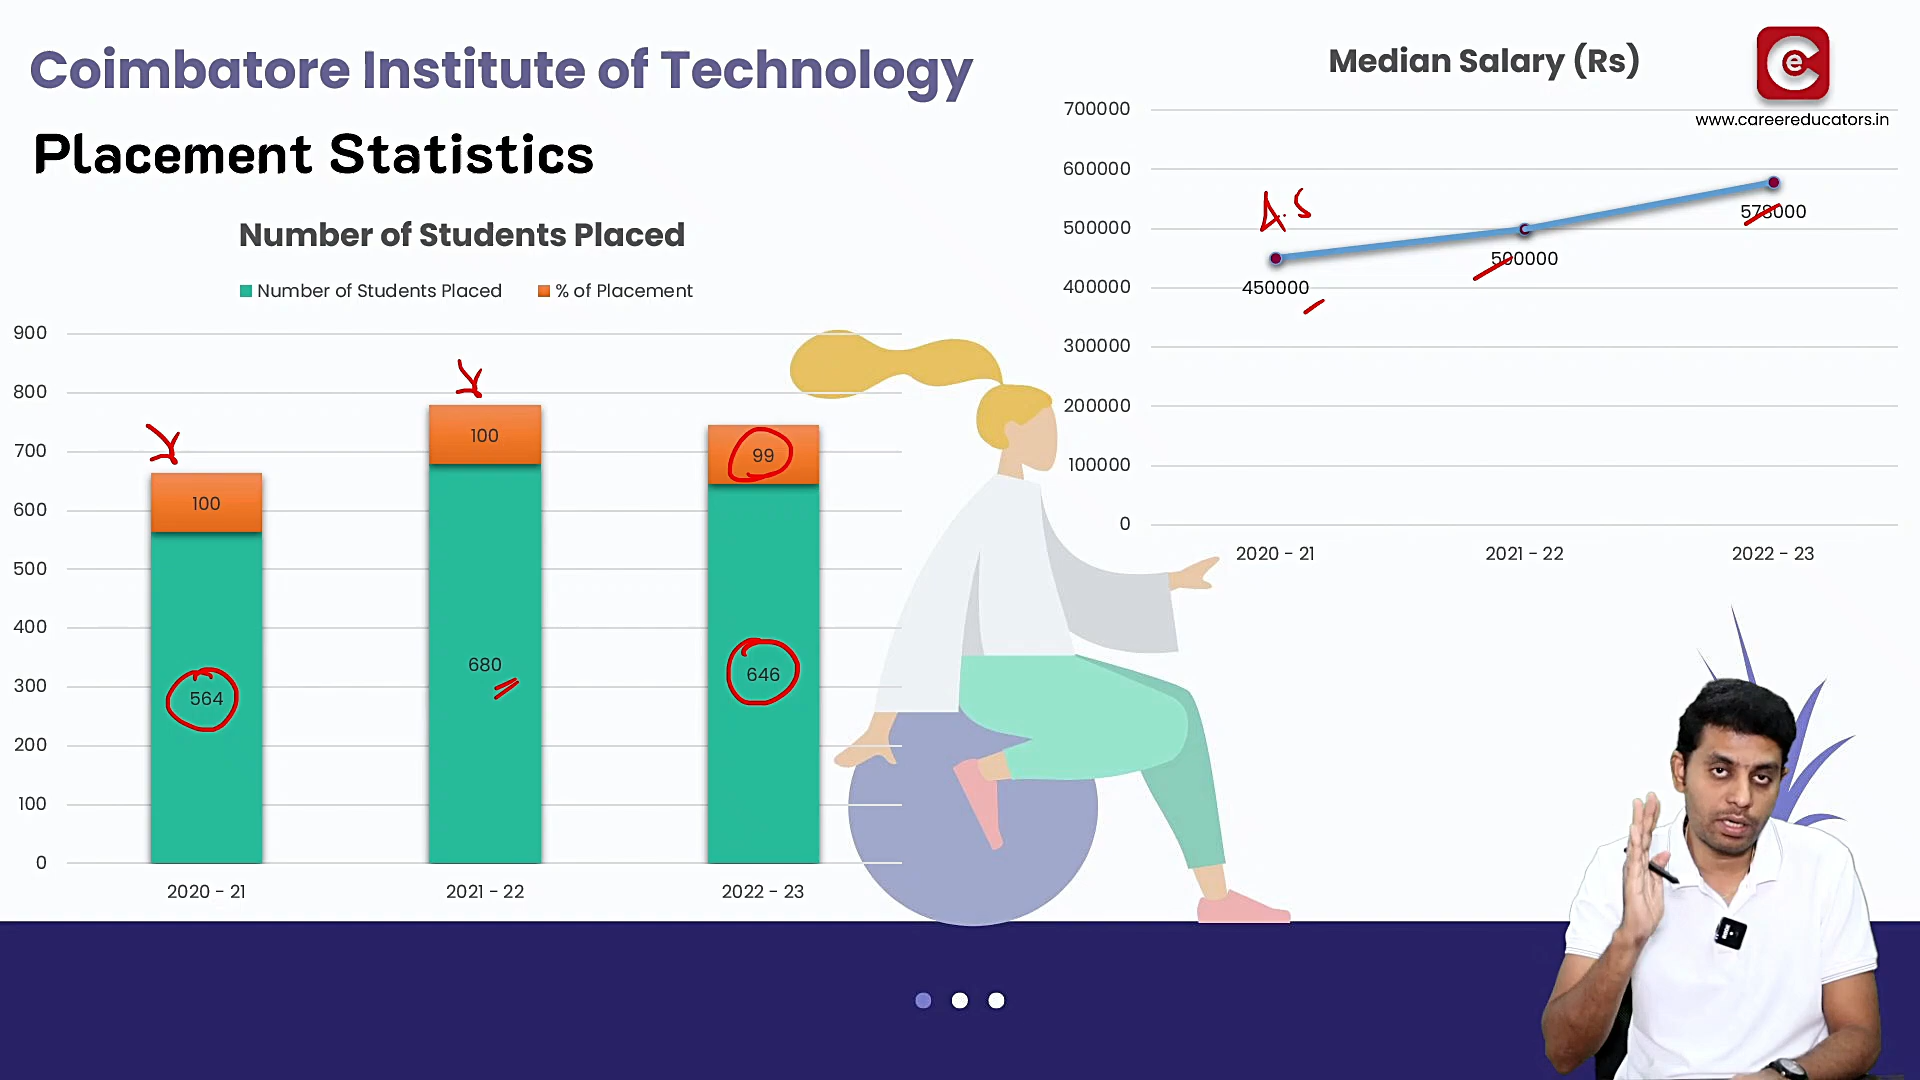 Coimbatore Institute of Technology
Placement Statistics
Number of Students Placed
Number of Students Placed
% of Placement
900
800
700
600
500
400
300
200
100
0
100
100
99
564
680
646
2020 - 21
2021 - 22
2022 - 23
Median Salary (Rs)
e
www.careereducators.in
700000
600000
500000
400000
300000
200000
100000
0
4.5
450000
500000
578000
2020 - 21
2021 - 22
2022 - 23